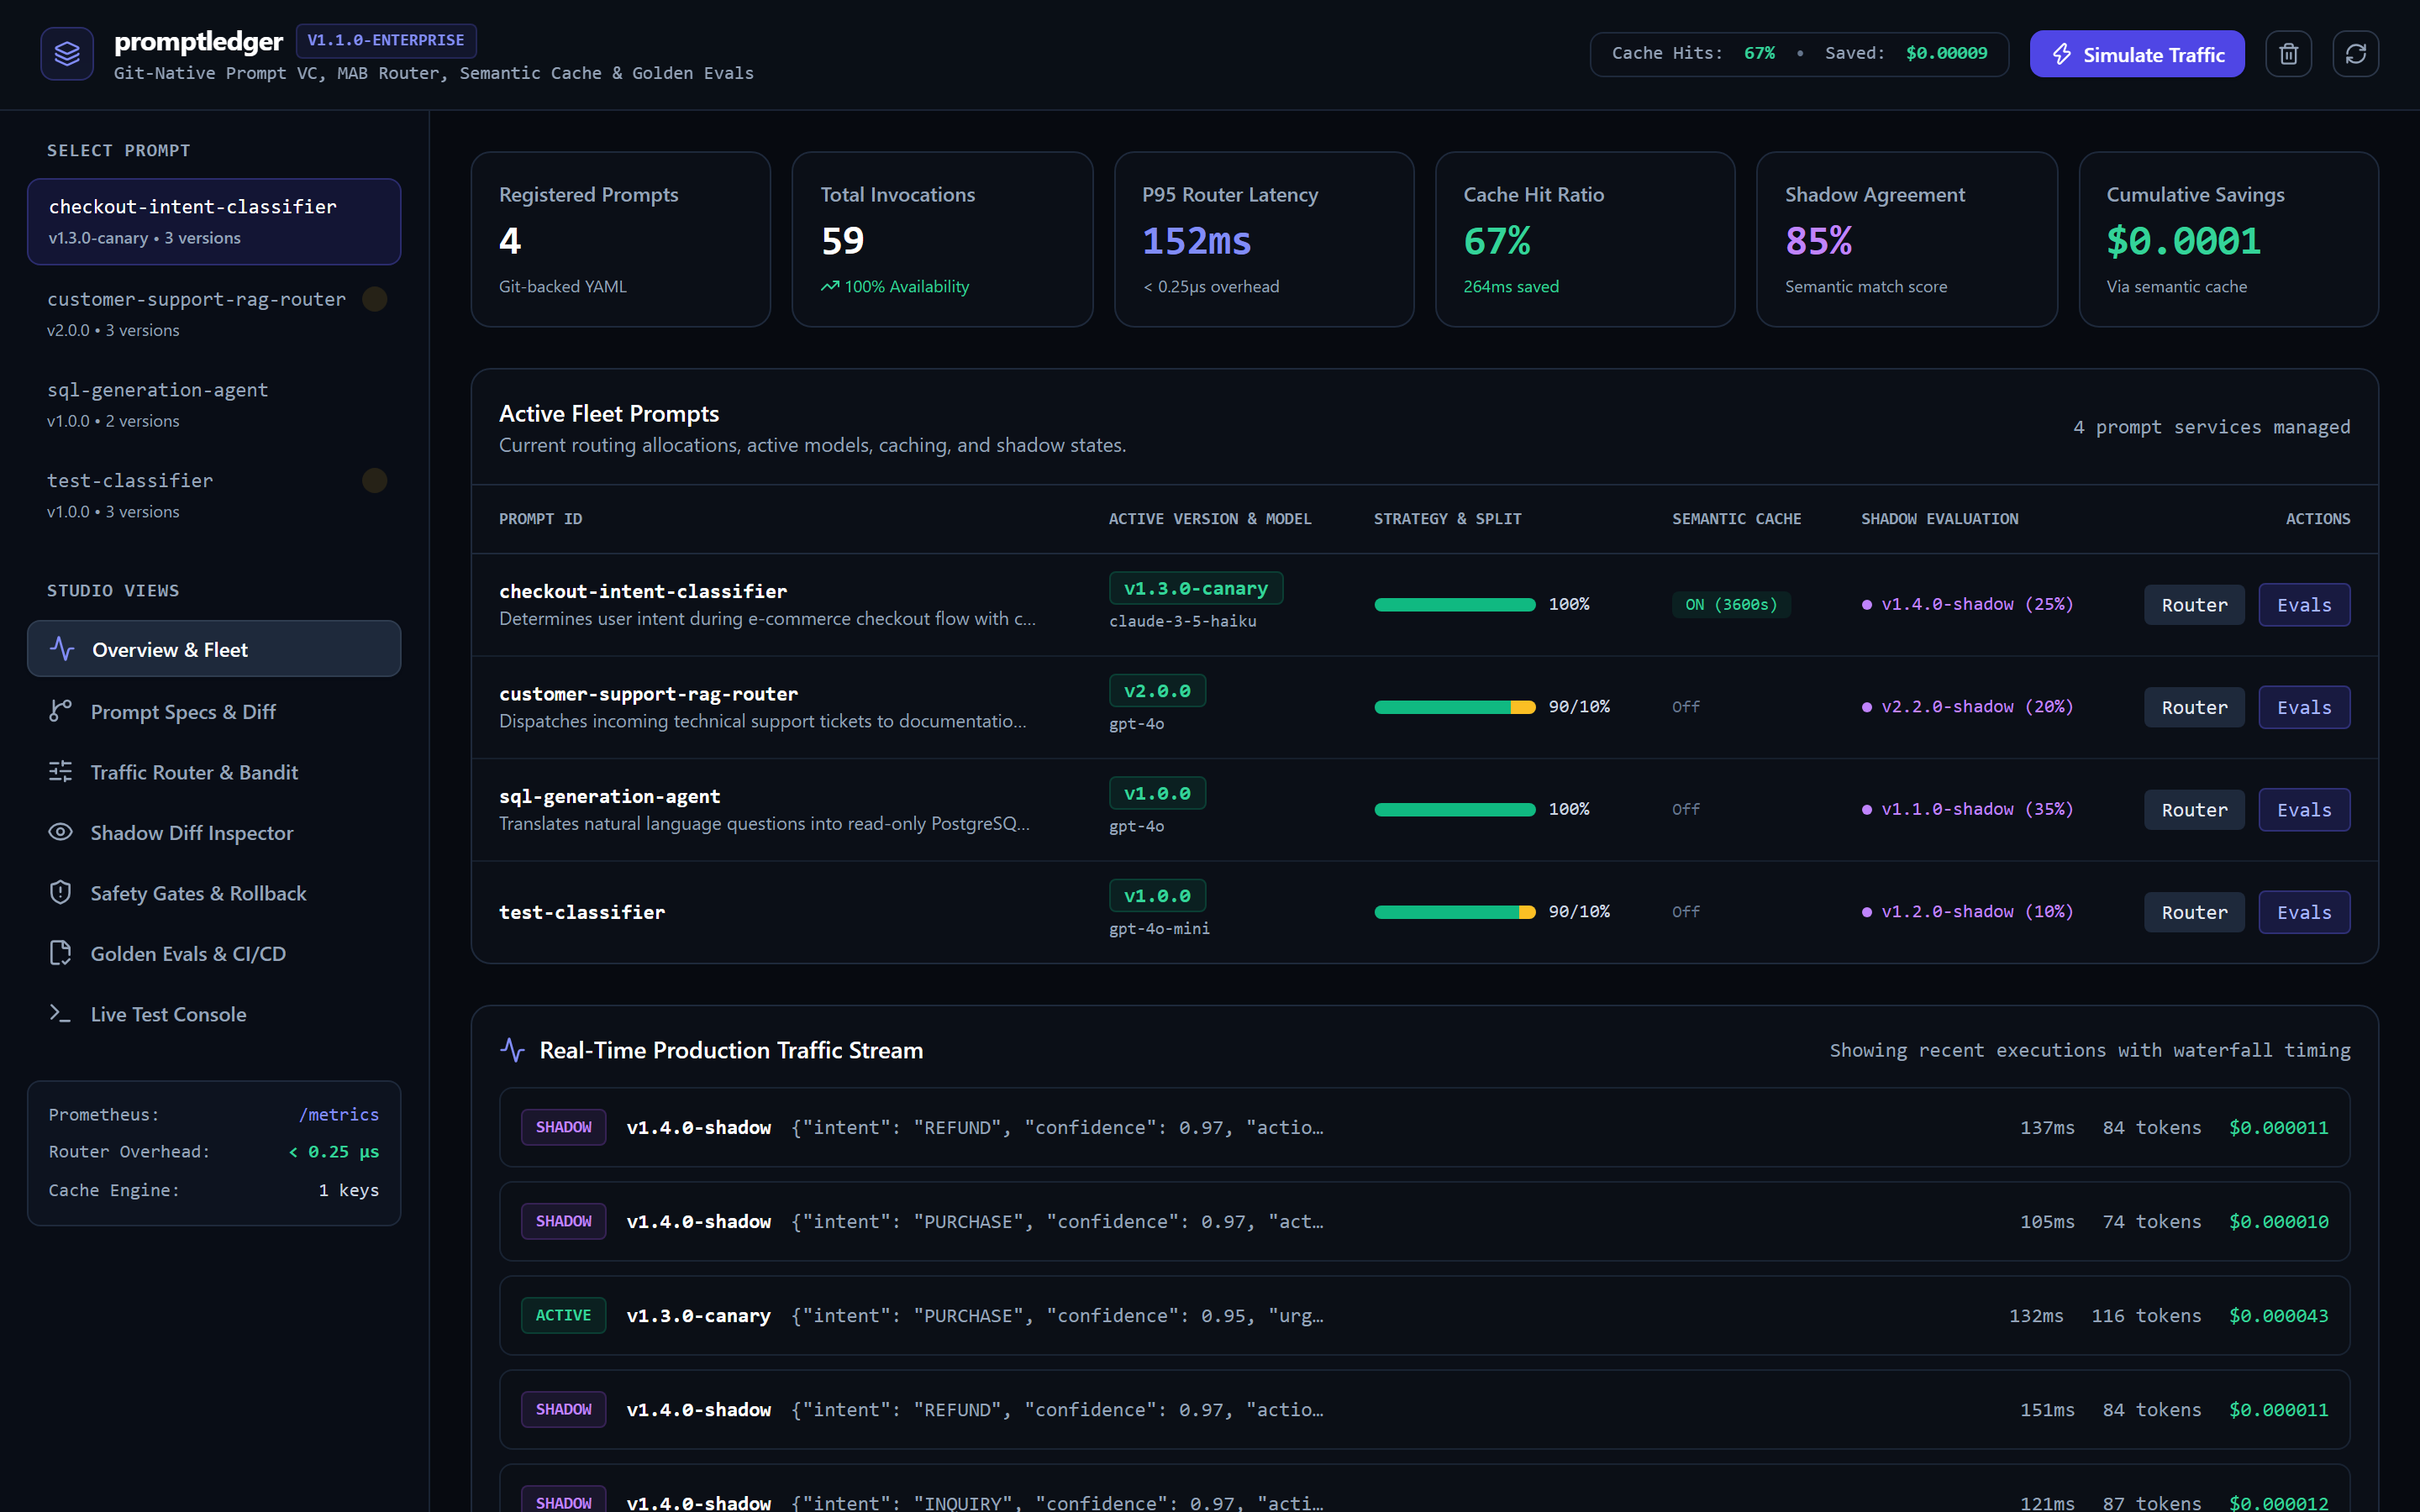 promptledger V1.1.0-ENTERPRISE
Git-Native Prompt VC, MAB Router, Semantic Cache & Golden Evals
Cache Hits: 67% • Saved: $0.00009
Simulate Traffic
SELECT PROMPT
checkout-intent-classifier
v1.3.0-canary • 3 versions
customer-support-rag-router
v2.0.0 • 3 versions
sql-generation-agent
v1.0.0 • 2 versions
test-classifier
v1.0.0 • 3 versions
STUDIO VIEWS
Overview & Fleet
Prompt Specs & Diff
Traffic Router & Bandit
Shadow Diff Inspector
Safety Gates & Rollback
Golden Evals & CI/CD
Live Test Console
Prometheus: /metrics
Router Overhead: < 0.25 µs
Cache Engine: 1 keys
Registered Prompts
4
Git-backed YAML
Total Invocations
59
100% Availability
P95 Router Latency
152ms
< 0.25µs overhead
Cache Hit Ratio
67%
264ms saved
Shadow Agreement
85%
Semantic match score
Cumulative Savings
$0.0001
Via semantic cache
Active Fleet Prompts
Current routing allocations, active models, caching, and shadow states.
4 prompt services managed
PROMPT ID ACTIVE VERSION & MODEL STRATEGY & SPLIT SEMANTIC CACHE SHADOW EVALUATION ACTIONS
checkout-intent-classifier
Determines user intent during e-commerce checkout flow with c...
v1.3.0-canary
claude-3-5-haiku
100%
ON (3600s)
v1.4.0-shadow (25%)
Router Evals
customer-support-rag-router
Dispatches incoming technical support tickets to documentatio...
v2.0.0
gpt-4o
90/10%
Off
v2.2.0-shadow (20%)
Router Evals
sql-generation-agent
Translates natural language questions into read-only PostgreSQ...
v1.0.0
gpt-4o
100%
Off
v1.1.0-shadow (35%)
Router Evals
test-classifier
v1.0.0
gpt-4o-mini
90/10%
Off
v1.2.0-shadow (10%)
Router Evals
Real-Time Production Traffic Stream
Showing recent executions with waterfall timing
SHADOW v1.4.0-shadow {"intent": "REFUND", "confidence": 0.97, "actio… 137ms 84 tokens $0.000011
SHADOW v1.4.0-shadow {"intent": "PURCHASE", "confidence": 0.97, "act… 105ms 74 tokens $0.000010
ACTIVE v1.3.0-canary {"intent": "PURCHASE", "confidence": 0.95, "urg… 132ms 116 tokens $0.000043
SHADOW v1.4.0-shadow {"intent": "REFUND", "confidence": 0.97, "actio… 151ms 84 tokens $0.000011
SHADOW v1.4.0-shadow {"intent": "INQUIRY", "confidence": 0.97, "acti… 121ms 87 tokens $0.000012